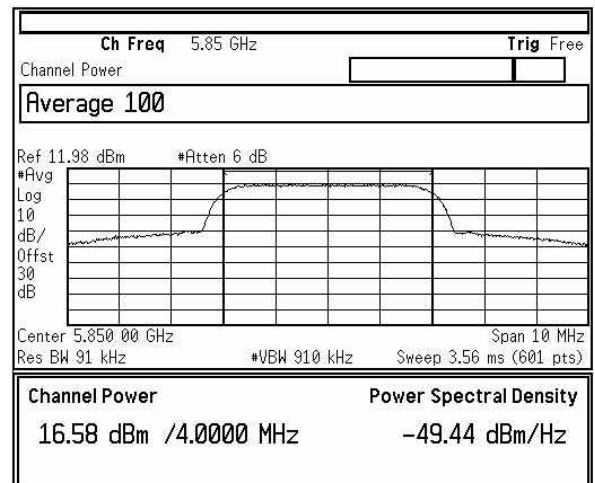 Ch Freq 5.85 GHz Trig Free
Channel Power
Average 100
Ref 11.98 dBm #Atten 6 dB
#Avg
Log
10
dB/
Offst
30
dB
Center 5.850 00 GHz Span 10 MHz
Res BW 91 kHz #VBW 910 kHz Sweep 3.56 ms (601 pts)
Channel Power Power Spectral Density
16.58 dBm /4.0000 MHz -49.44 dBm/Hz